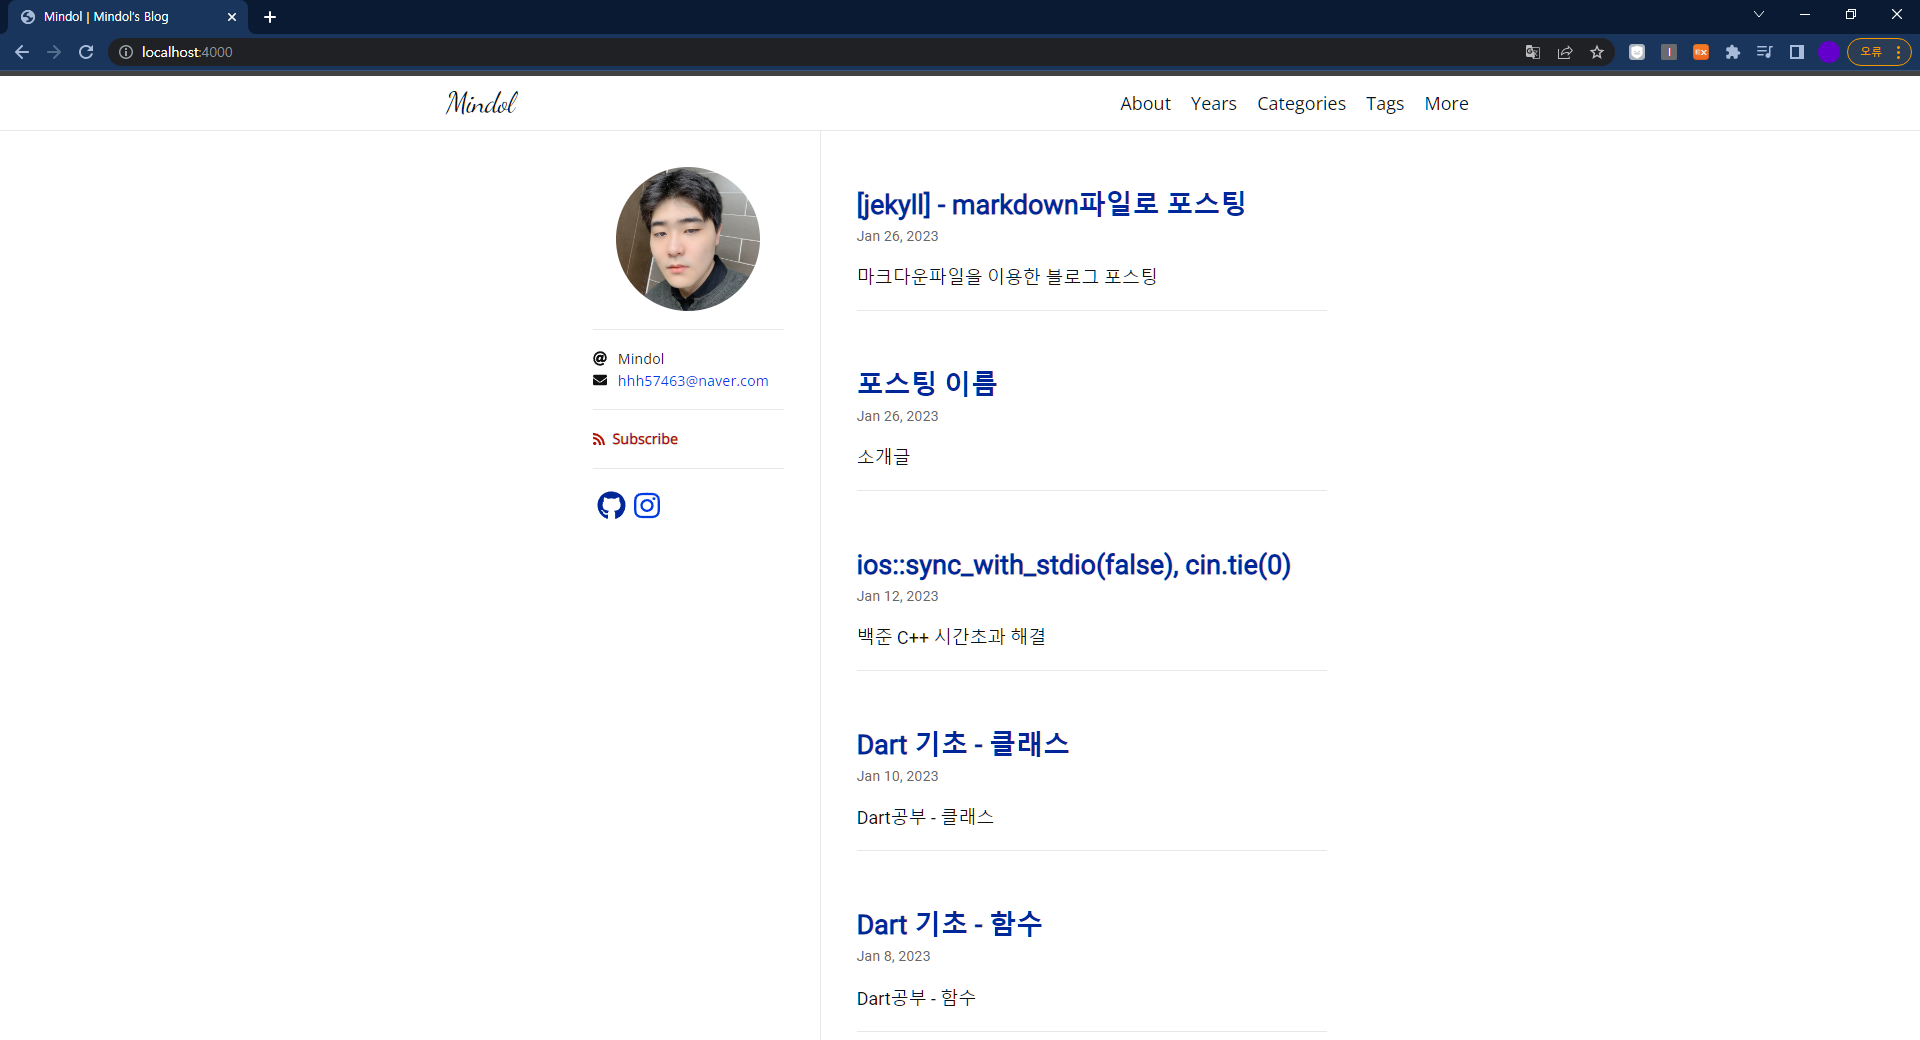 Mindol | Mindol's Blog
localhost:4000
오류
Mindol
About Years Categories Tags More
@ Mindol
hhh57463@naver.com
Subscribe
[jekyll] - markdown파일로 포스팅
Jan 26, 2023
마크다운파일을 이용한 블로그 포스팅
포스팅 이름
Jan 26, 2023
소개글
ios::sync_with_stdio(false), cin.tie(0)
Jan 12, 2023
백준 C++ 시간초과 해결
Dart 기초 - 클래스
Jan 10, 2023
Dart공부 - 클래스
Dart 기초 - 함수
Jan 8, 2023
Dart공부 - 함수